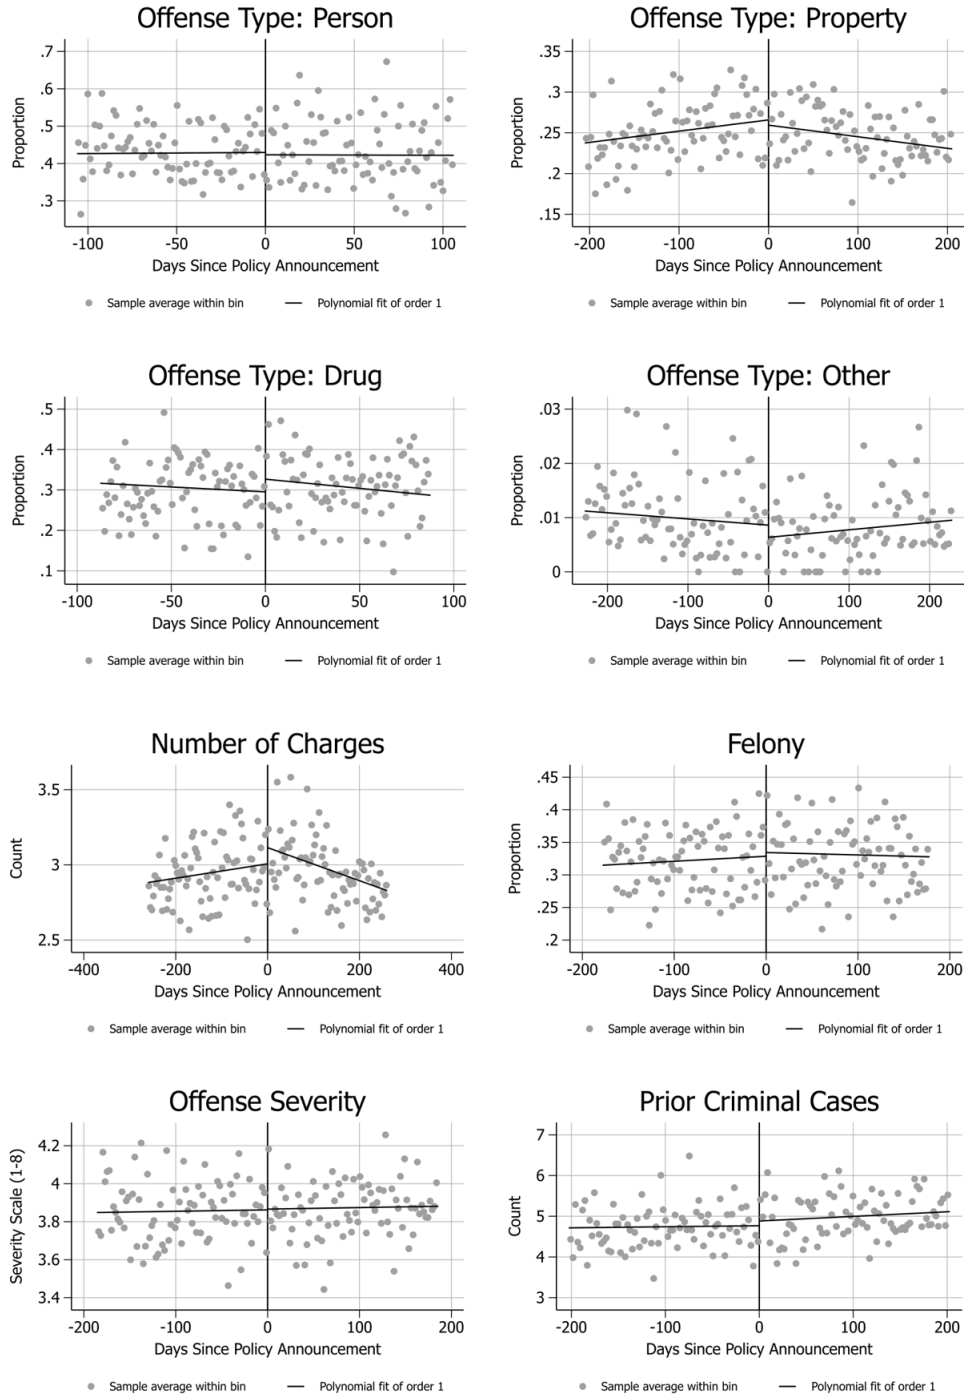 Offense Type: Person
.7
.6
.5
.4
.3
Proportion
-100 -50 0 50 100
Days Since Policy Announcement
Sample average within bin Polynomial fit of order 1
Offense Type: Property
.35
.3
.25
.2
.15
Proportion
-200 -100 0 100 200
Days Since Policy Announcement
Sample average within bin Polynomial fit of order 1
Offense Type: Drug
.5
.4
.3
.2
.1
Proportion
-100 -50 0 50 100
Days Since Policy Announcement
Sample average within bin Polynomial fit of order 1
Offense Type: Other
.03
.02
.01
0
Proportion
-200 -100 0 100 200
Days Since Policy Announcement
Sample average within bin Polynomial fit of order 1
Number of Charges
3.5
3
2.5
Count
-400 -200 0 200 400
Days Since Policy Announcement
Sample average within bin Polynomial fit of order 1
Felony
.45
.4
.35
.3
.25
.2
Proportion
-200 -100 0 100 200
Days Since Policy Announcement
Sample average within bin Polynomial fit of order 1
Offense Severity
4.2
4
3.8
3.6
3.4
Severity Scale (1-8)
-200 -100 0 100 200
Days Since Policy Announcement
Sample average within bin Polynomial fit of order 1
Prior Criminal Cases
7
6
5
4
3
Count
-200 -100 0 100 200
Days Since Policy Announcement
Sample average within bin Polynomial fit of order 1